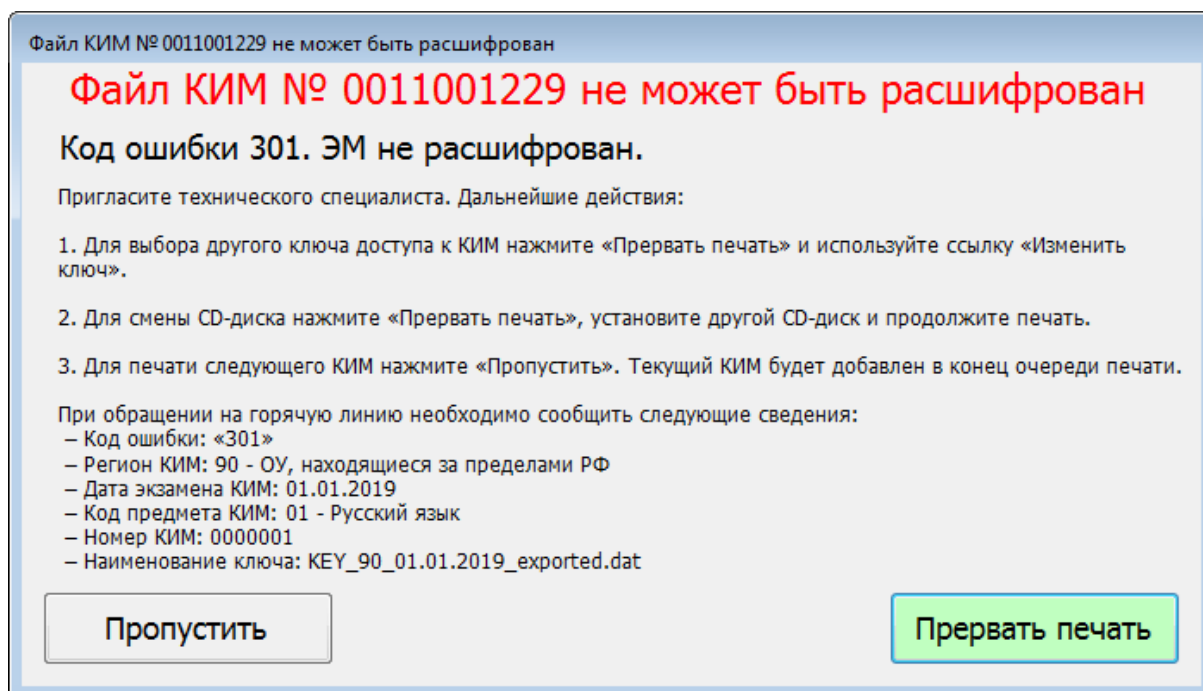 Файл КИМ № 0011001229 не может быть расшифрован
Файл КИМ № 0011001229 не может быть расшифрован
Код ошибки 301. ЭМ не расшифрован.
Пригласите технического специалиста. Дальнейшие действия:
1. Для выбора другого ключа доступа к КИМ нажмите «Прервать печать» и используйте ссылку «Изменить
ключ».
2. Для смены CD-диска нажмите «Прервать печать», установите другой CD-диск и продолжите печать.
3. Для печати следующего КИМ нажмите «Пропустить». Текущий КИМ будет добавлен в конец очереди печати.
При обращении на горячую линию необходимо сообщить следующие сведения:
– Код ошибки: «301»
– Регион КИМ: 90 - ОУ, находящиеся за пределами РФ
– Дата экзамена КИМ: 01.01.2019
– Код предмета КИМ: 01 - Русский язык
– Номер КИМ: 0000001
– Наименование ключа: KEY_90_01.01.2019_exported.dat
Пропустить
Прервать печать